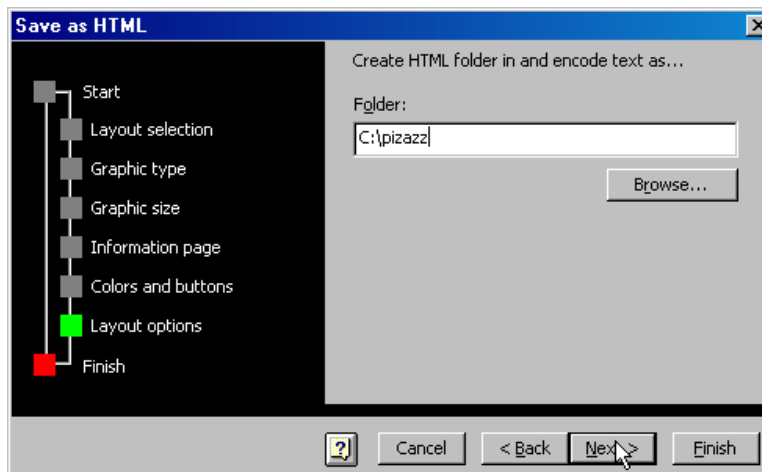 Save as HTML
Start
Layout selection
Graphic type
Graphic size
Information page
Colors and buttons
Layout options
Finish
Create HTML folder in and encode text as...
Folder:
C:\pizazz
Browse...
? Cancel < Back Next > Finish